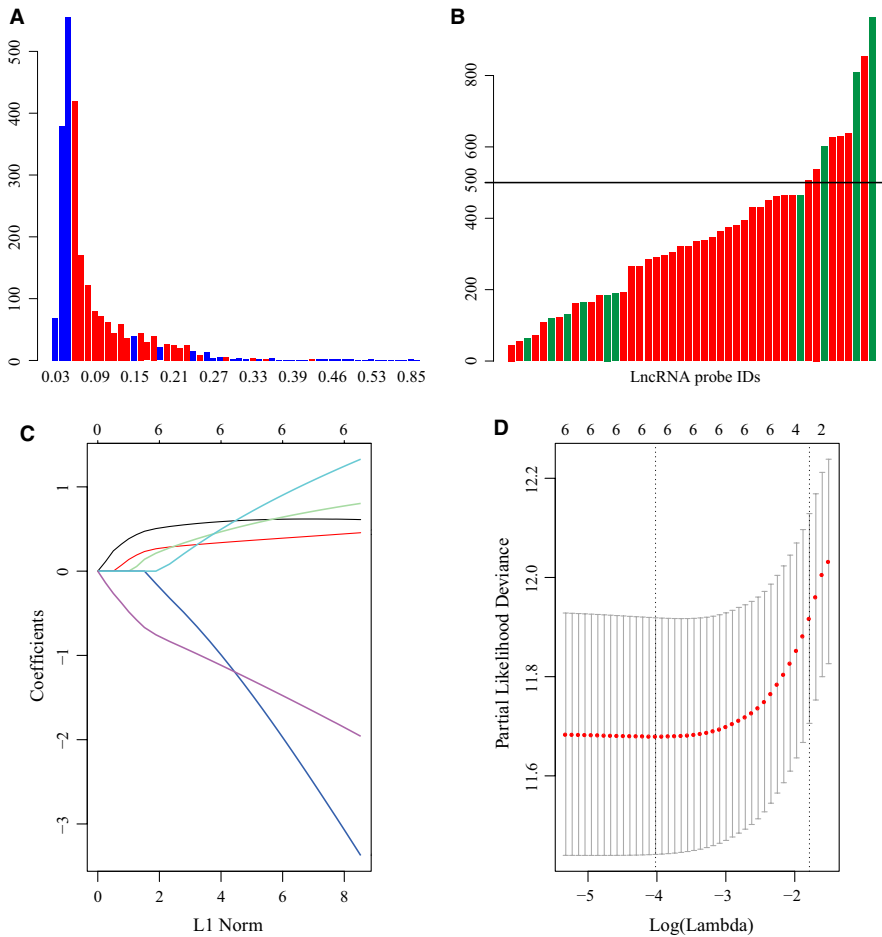 A
500
400
300
200
100
0
0.03 0.09 0.15 0.21 0.27 0.33 0.39 0.46 0.53 0.85
B
800
600
500
400
200
0
LncRNA probe IDs
C
0 6 6 6 6
1
0
−1
−2
−3
Coefficients
0 2 4 6 8
L1 Norm
D
6 6 6 6 6 6 6 6 6 4 2
12.2
12.0
11.8
11.6
Partial Likelihood Deviance
−5 −4 −3 −2
Log(Lambda)